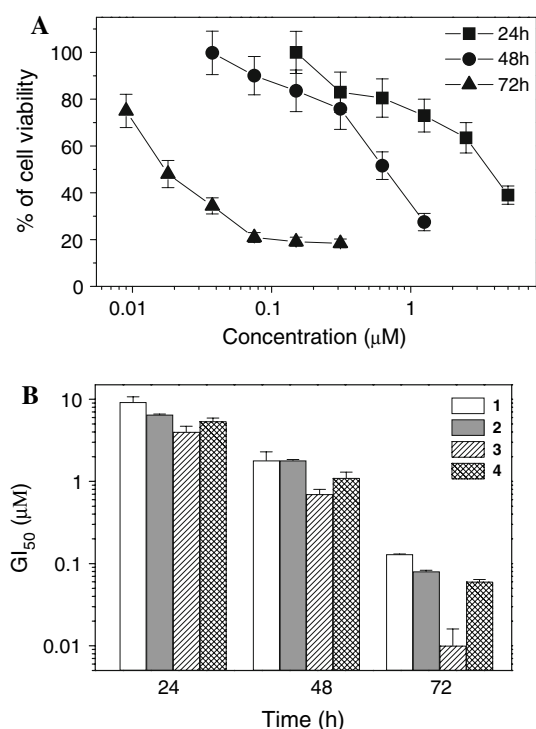 A
24h
48h
72h
100
80
60
40
20
0
% of cell viability
0.01
0.1
1
Concentration (μM)
B
1
2
3
4
10
1
0.1
0.01
GI50 (μM)
24
48
72
Time (h)